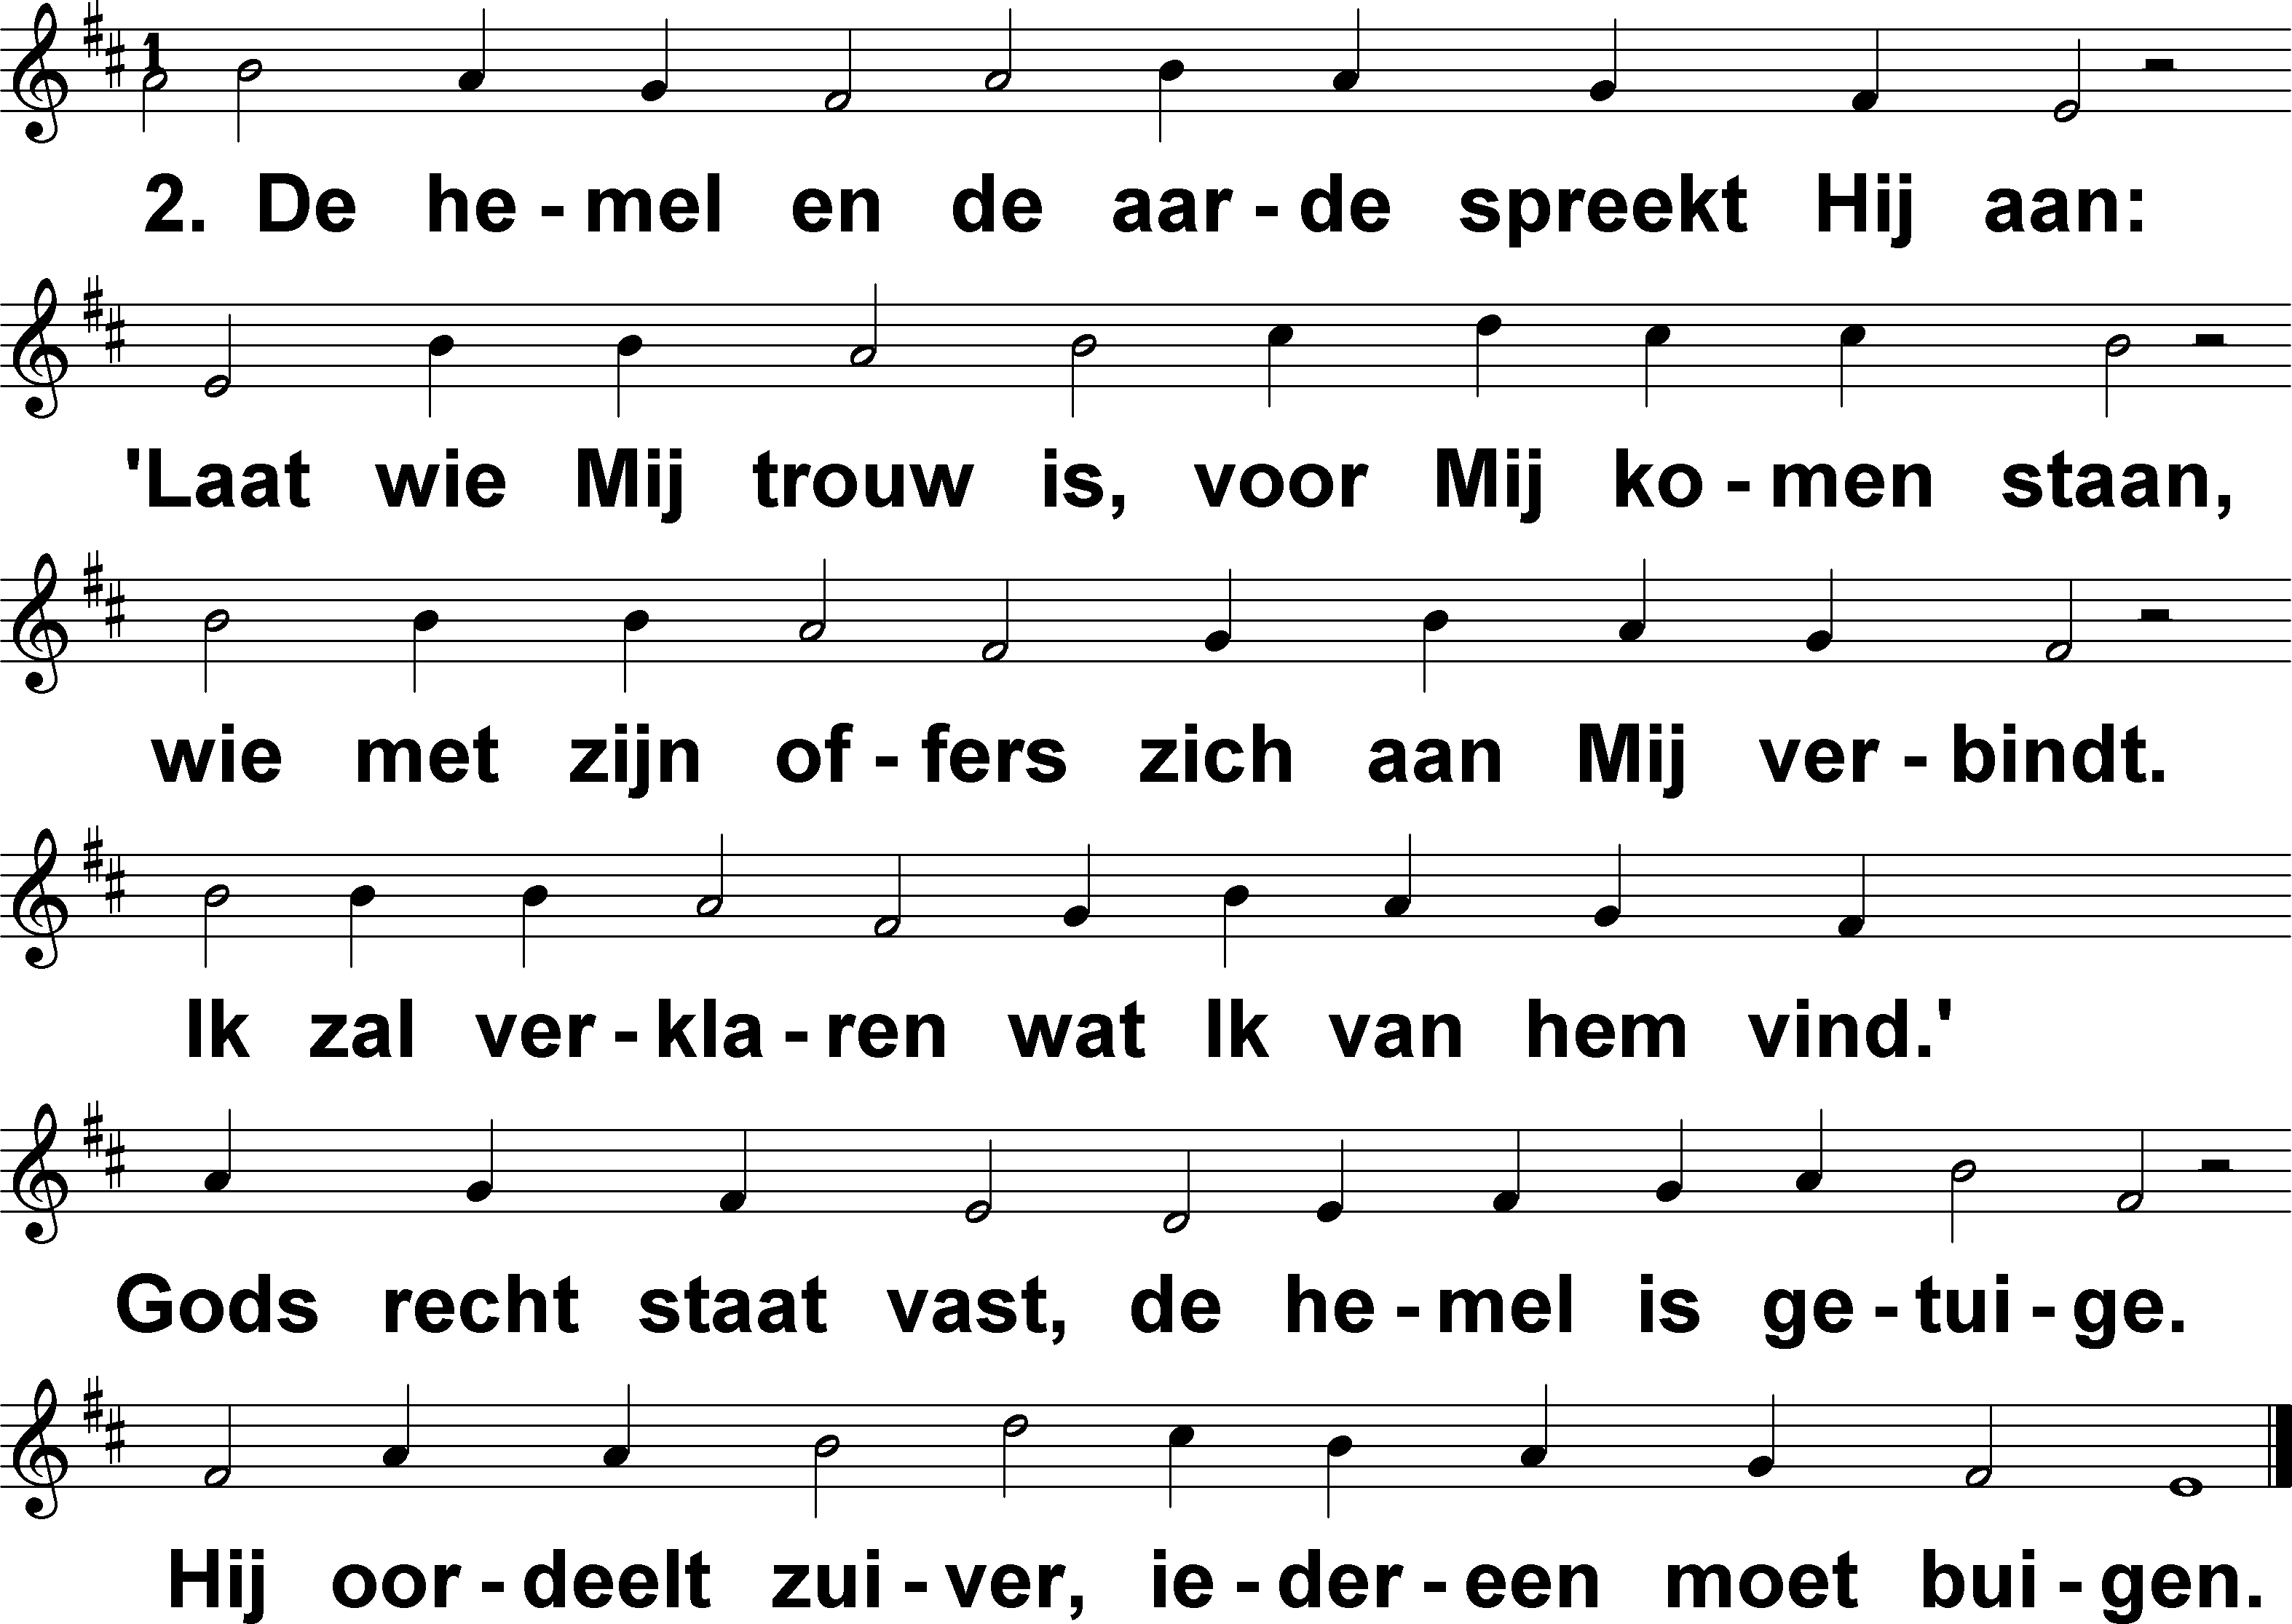 2. De he - mel en de aar - de spreekt Hij aan:
'Laat wie Mij trouw is, voor Mij ko - men staan,
wie met zijn of - fers zich aan Mij ver - bindt.
Ik zal ver - kla - ren wat Ik van hem vind.'
Gods recht staat vast, de he - mel is ge - tui - ge.
Hij oor - deelt zui - ver, ie - der - een moet bui - gen.